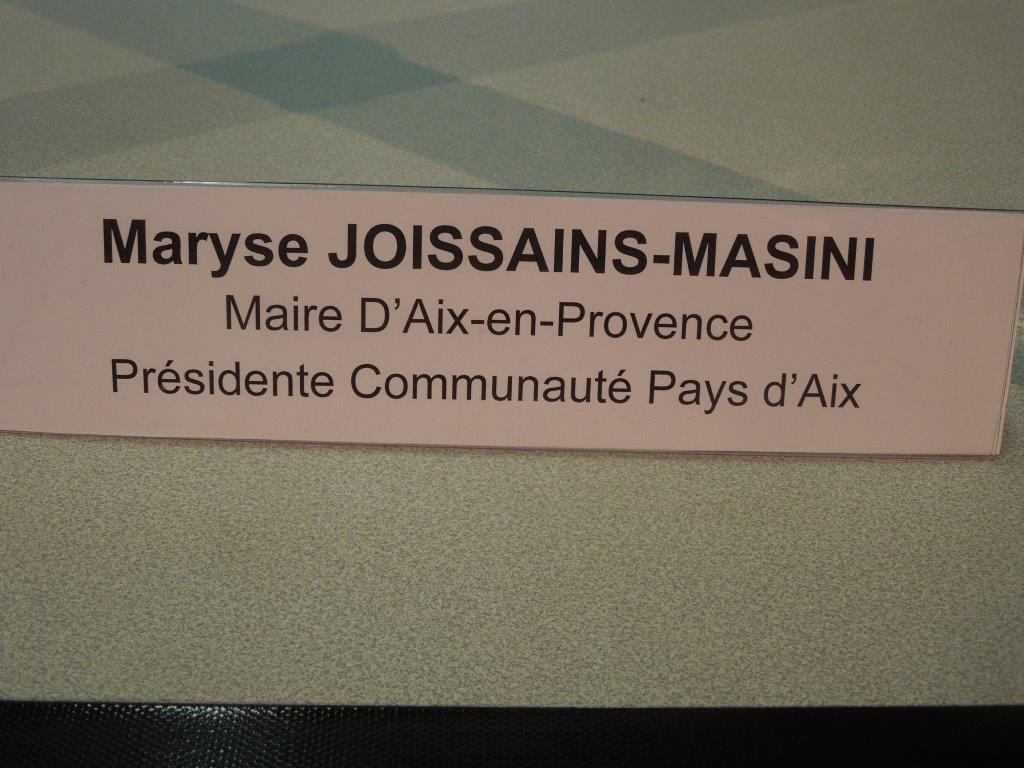 Maryse JOISSAINS-MASINI
Maire D’Aix-en-Provence
Présidente Communauté Pays d’Aix